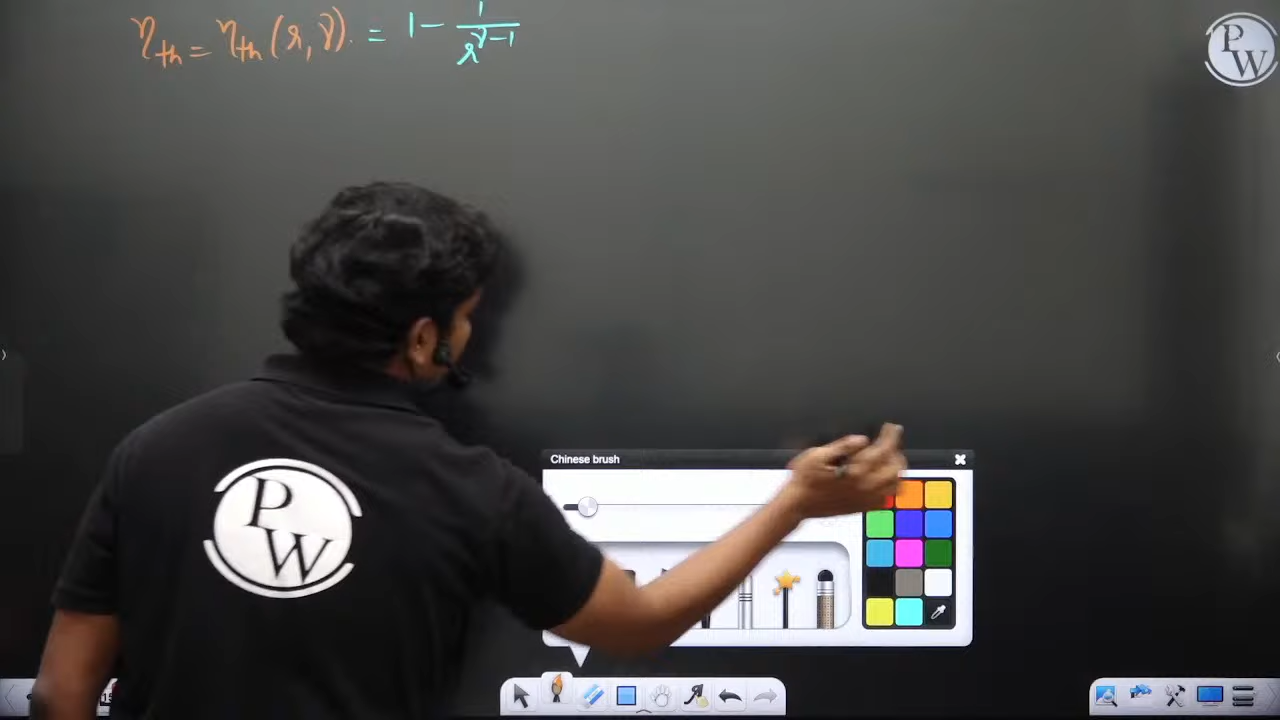 η_th = η_th (r, γ). = 1 - 1/r^(γ-1)
PW
Chinese brush
PW